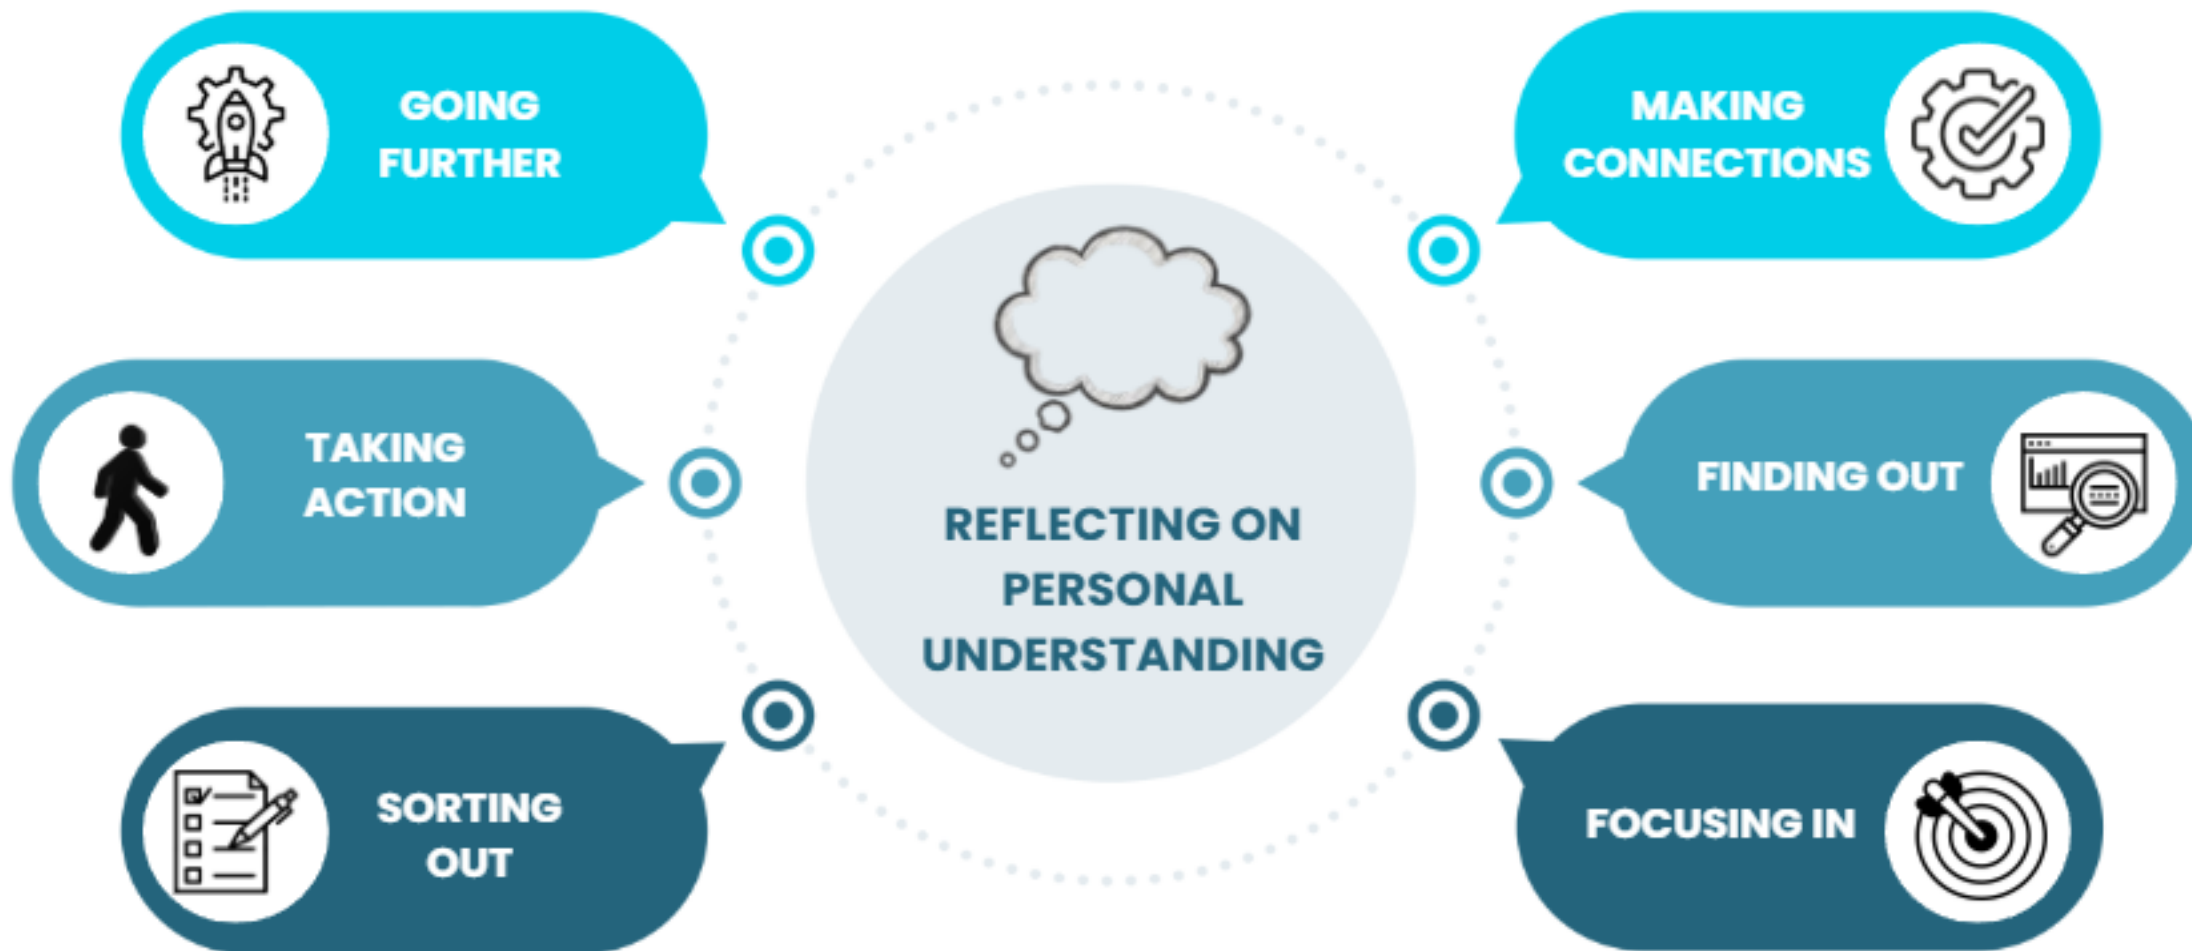 GOING
FURTHER
MAKING
CONNECTIONS
TAKING
ACTION
FINDING OUT
REFLECTING ON
PERSONAL
UNDERSTANDING
SORTING
OUT
FOCUSING IN